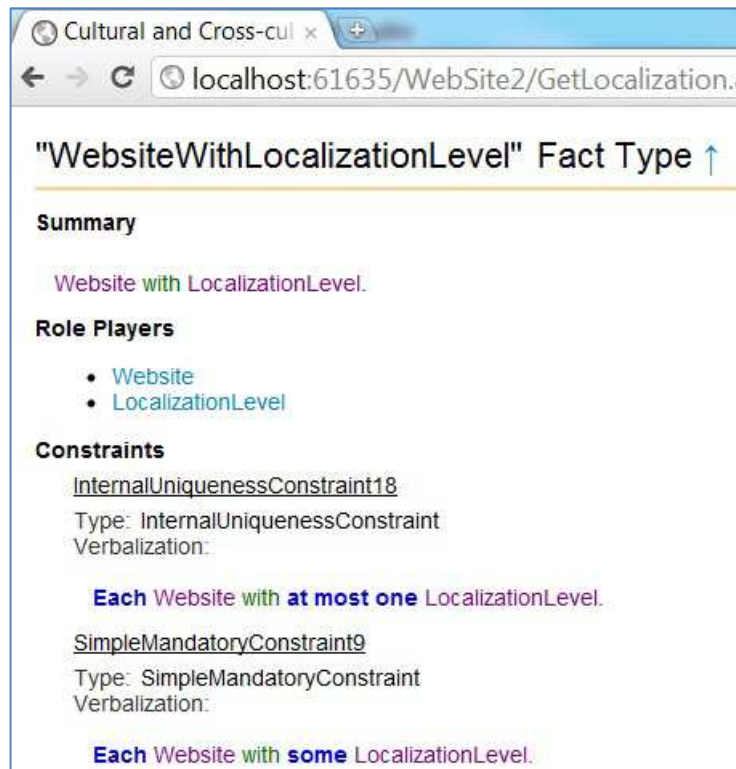 Cultural and Cross-cul ×
localhost:61635/WebSite2/GetLocalization.
"WebsiteWithLocalizationLevel" Fact Type ↑
Summary
Website with LocalizationLevel.
Role Players
• Website
• LocalizationLevel
Constraints
InternalUniquenessConstraint18
Type: InternalUniquenessConstraint
Verbalization:
Each Website with at most one LocalizationLevel.
SimpleMandatoryConstraint9
Type: SimpleMandatoryConstraint
Verbalization:
Each Website with some LocalizationLevel.